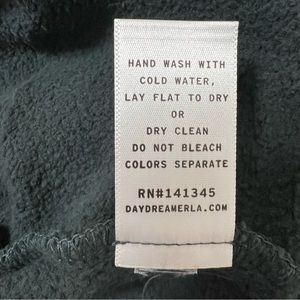 HAND WASH WITH
COLD WATER,
LAY FLAT TO DRY
OR
DRY CLEAN
DO NOT BLEACH
COLORS SEPARATE
RN#141345
DAYDREAMERLA.COM